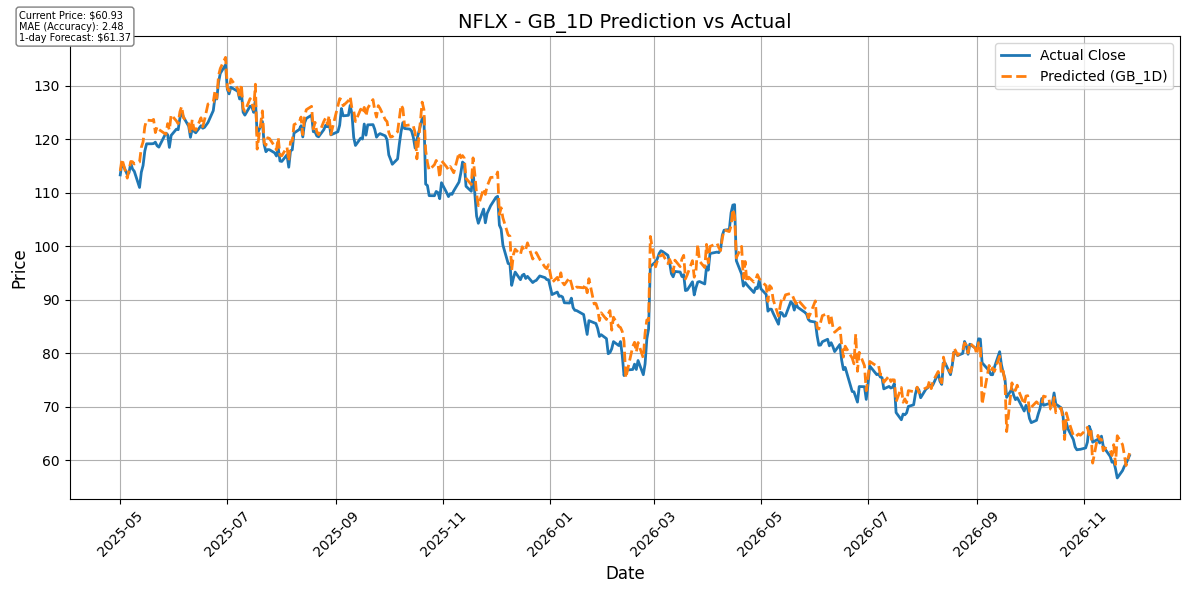 NFLX - GB_1D Prediction vs Actual
Current Price: $60.93
MAE (Accuracy): 2.48
1-day Forecast: $61.37
Actual Close
Predicted (GB_1D)
Price
130
120
110
100
90
80
70
60
2025-05
2025-07
2025-09
2025-11
2026-01
2026-03
2026-05
2026-07
2026-09
2026-11
Date